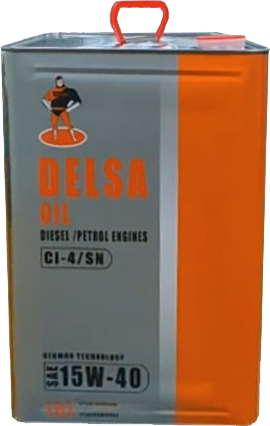 DELSA
OIL
DIESEL /PETROL ENGINES
CI-4/SN
GERMAN TECHNOLOGY
SAE 15W-40